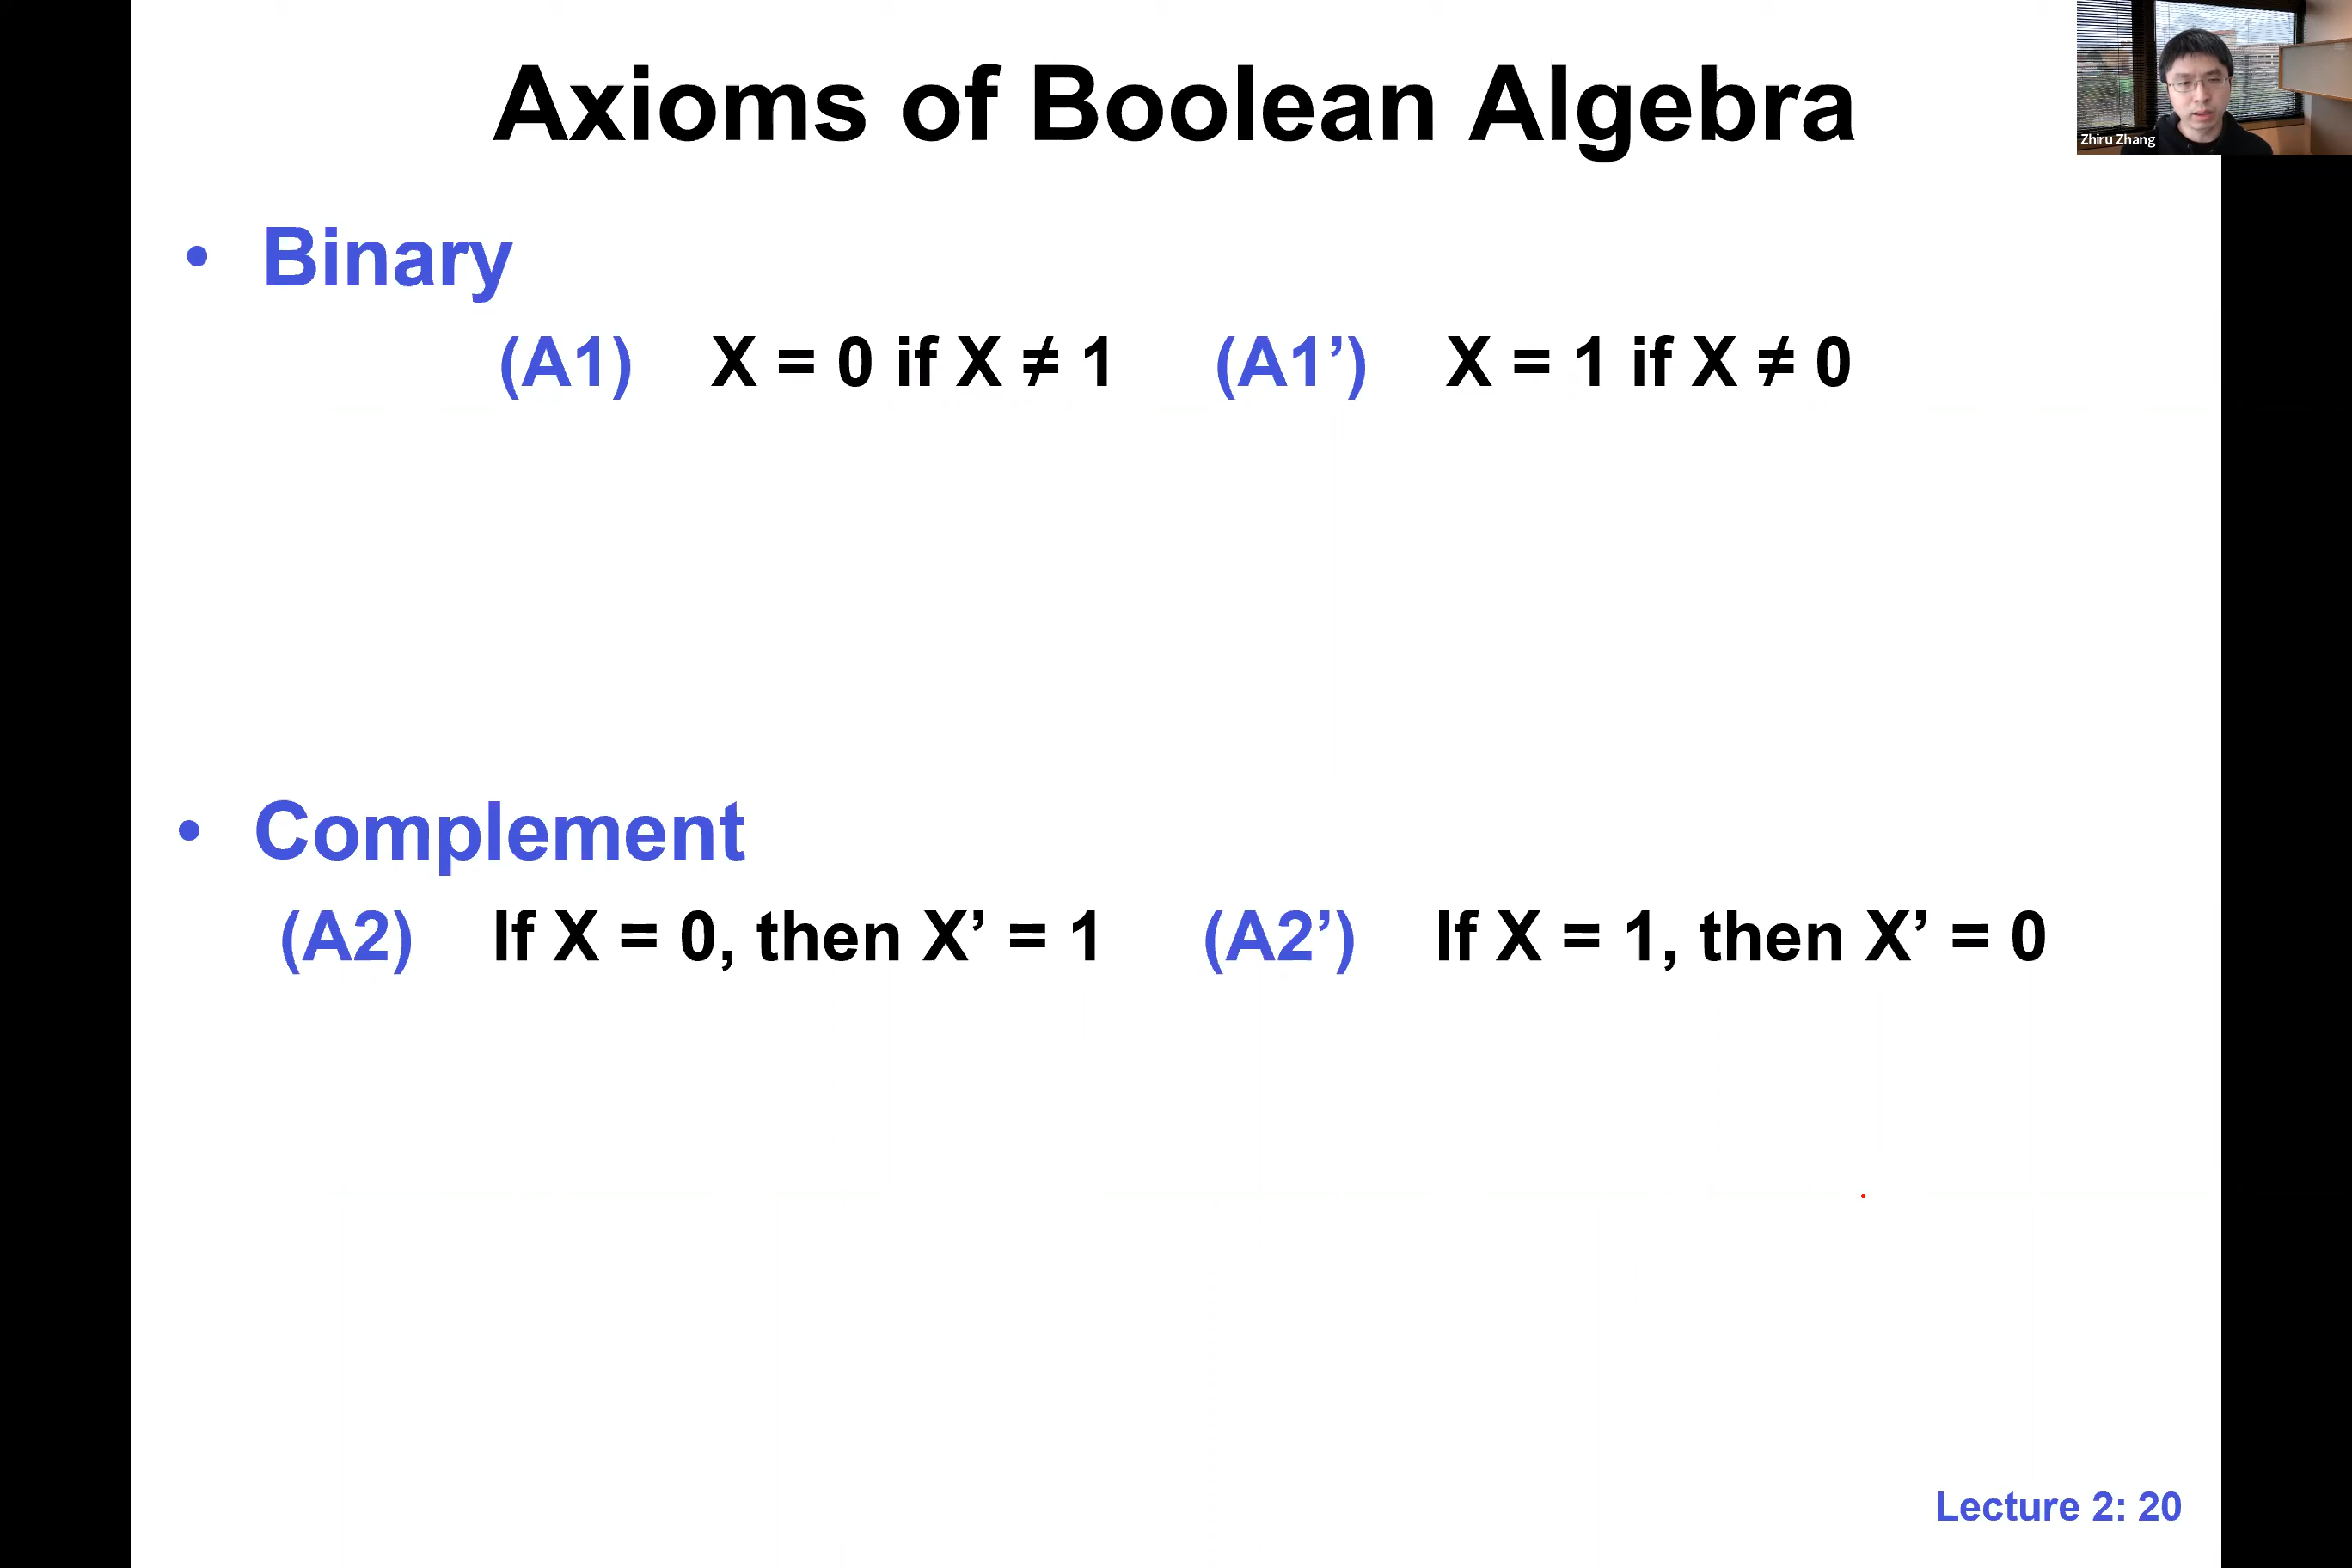 Axioms of Boolean Algebra
Zhiru Zhang
• Binary
(A1) X = 0 if X ≠ 1 (A1’) X = 1 if X ≠ 0
• Complement
(A2) If X = 0, then X’ = 1 (A2’) If X = 1, then X’ = 0
Lecture 2: 20